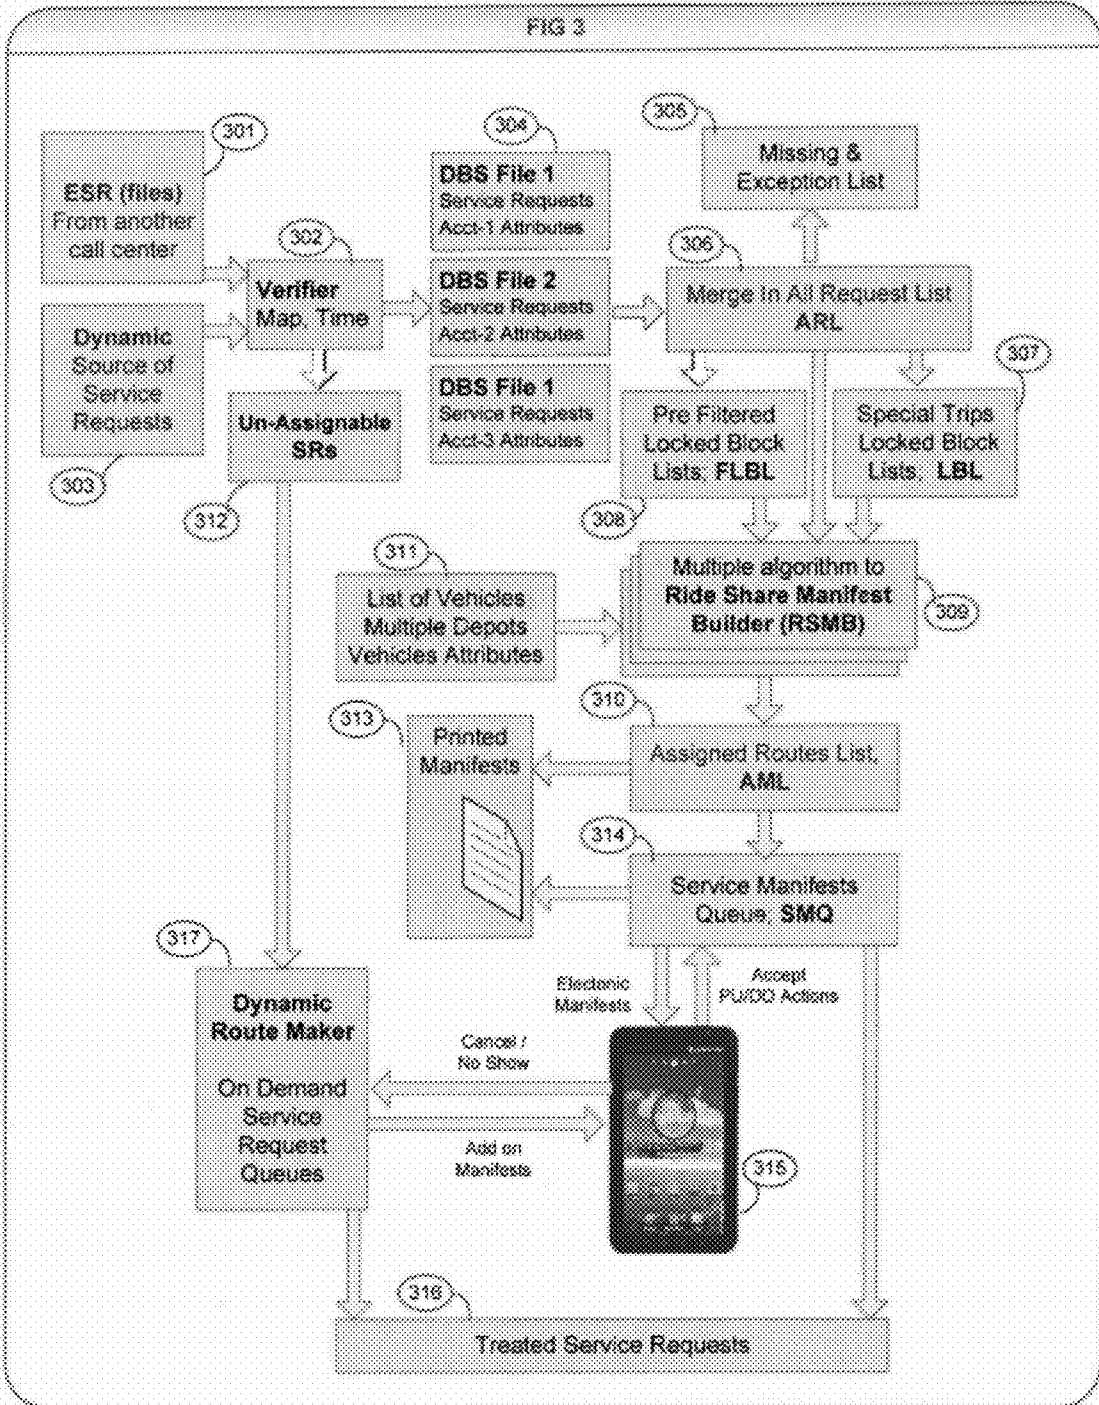 FIG 3
301
ESR (files)
From another
call center
302
Verifier
Map, Time
Dynamic
Source of
Service
Requests
303
Un-Assignable
SRs
312
304
DBS File 1
Service Requests
Acct-1 Attributes
DBS File 2
Service Requests
Acct-2 Attributes
DBS File 1
Service Requests
Acct-3 Attributes
305
Missing &
Exception List
306
Merge In All Request List
ARL
307
Pre Filtered
Locked Block
Lists, FLBL
308
Special Trips
Locked Block
Lists, LBL
311
List of Vehicles
Multiple Depots
Vehicles Attributes
Multiple algorithm to
Ride Share Manifest
Builder (RSMB)
309
310
Assigned Routes List,
AML
313
Printed
Manifests
314
Service Manifests
Queue, SMQ
317
Dynamic
Route Maker
On Demand
Service
Request
Queues
Electonic
Manifests
Accept
PU/DO Actions
Cancel /
No Show
Add on
Manifests
315
316
Treated Service Requests